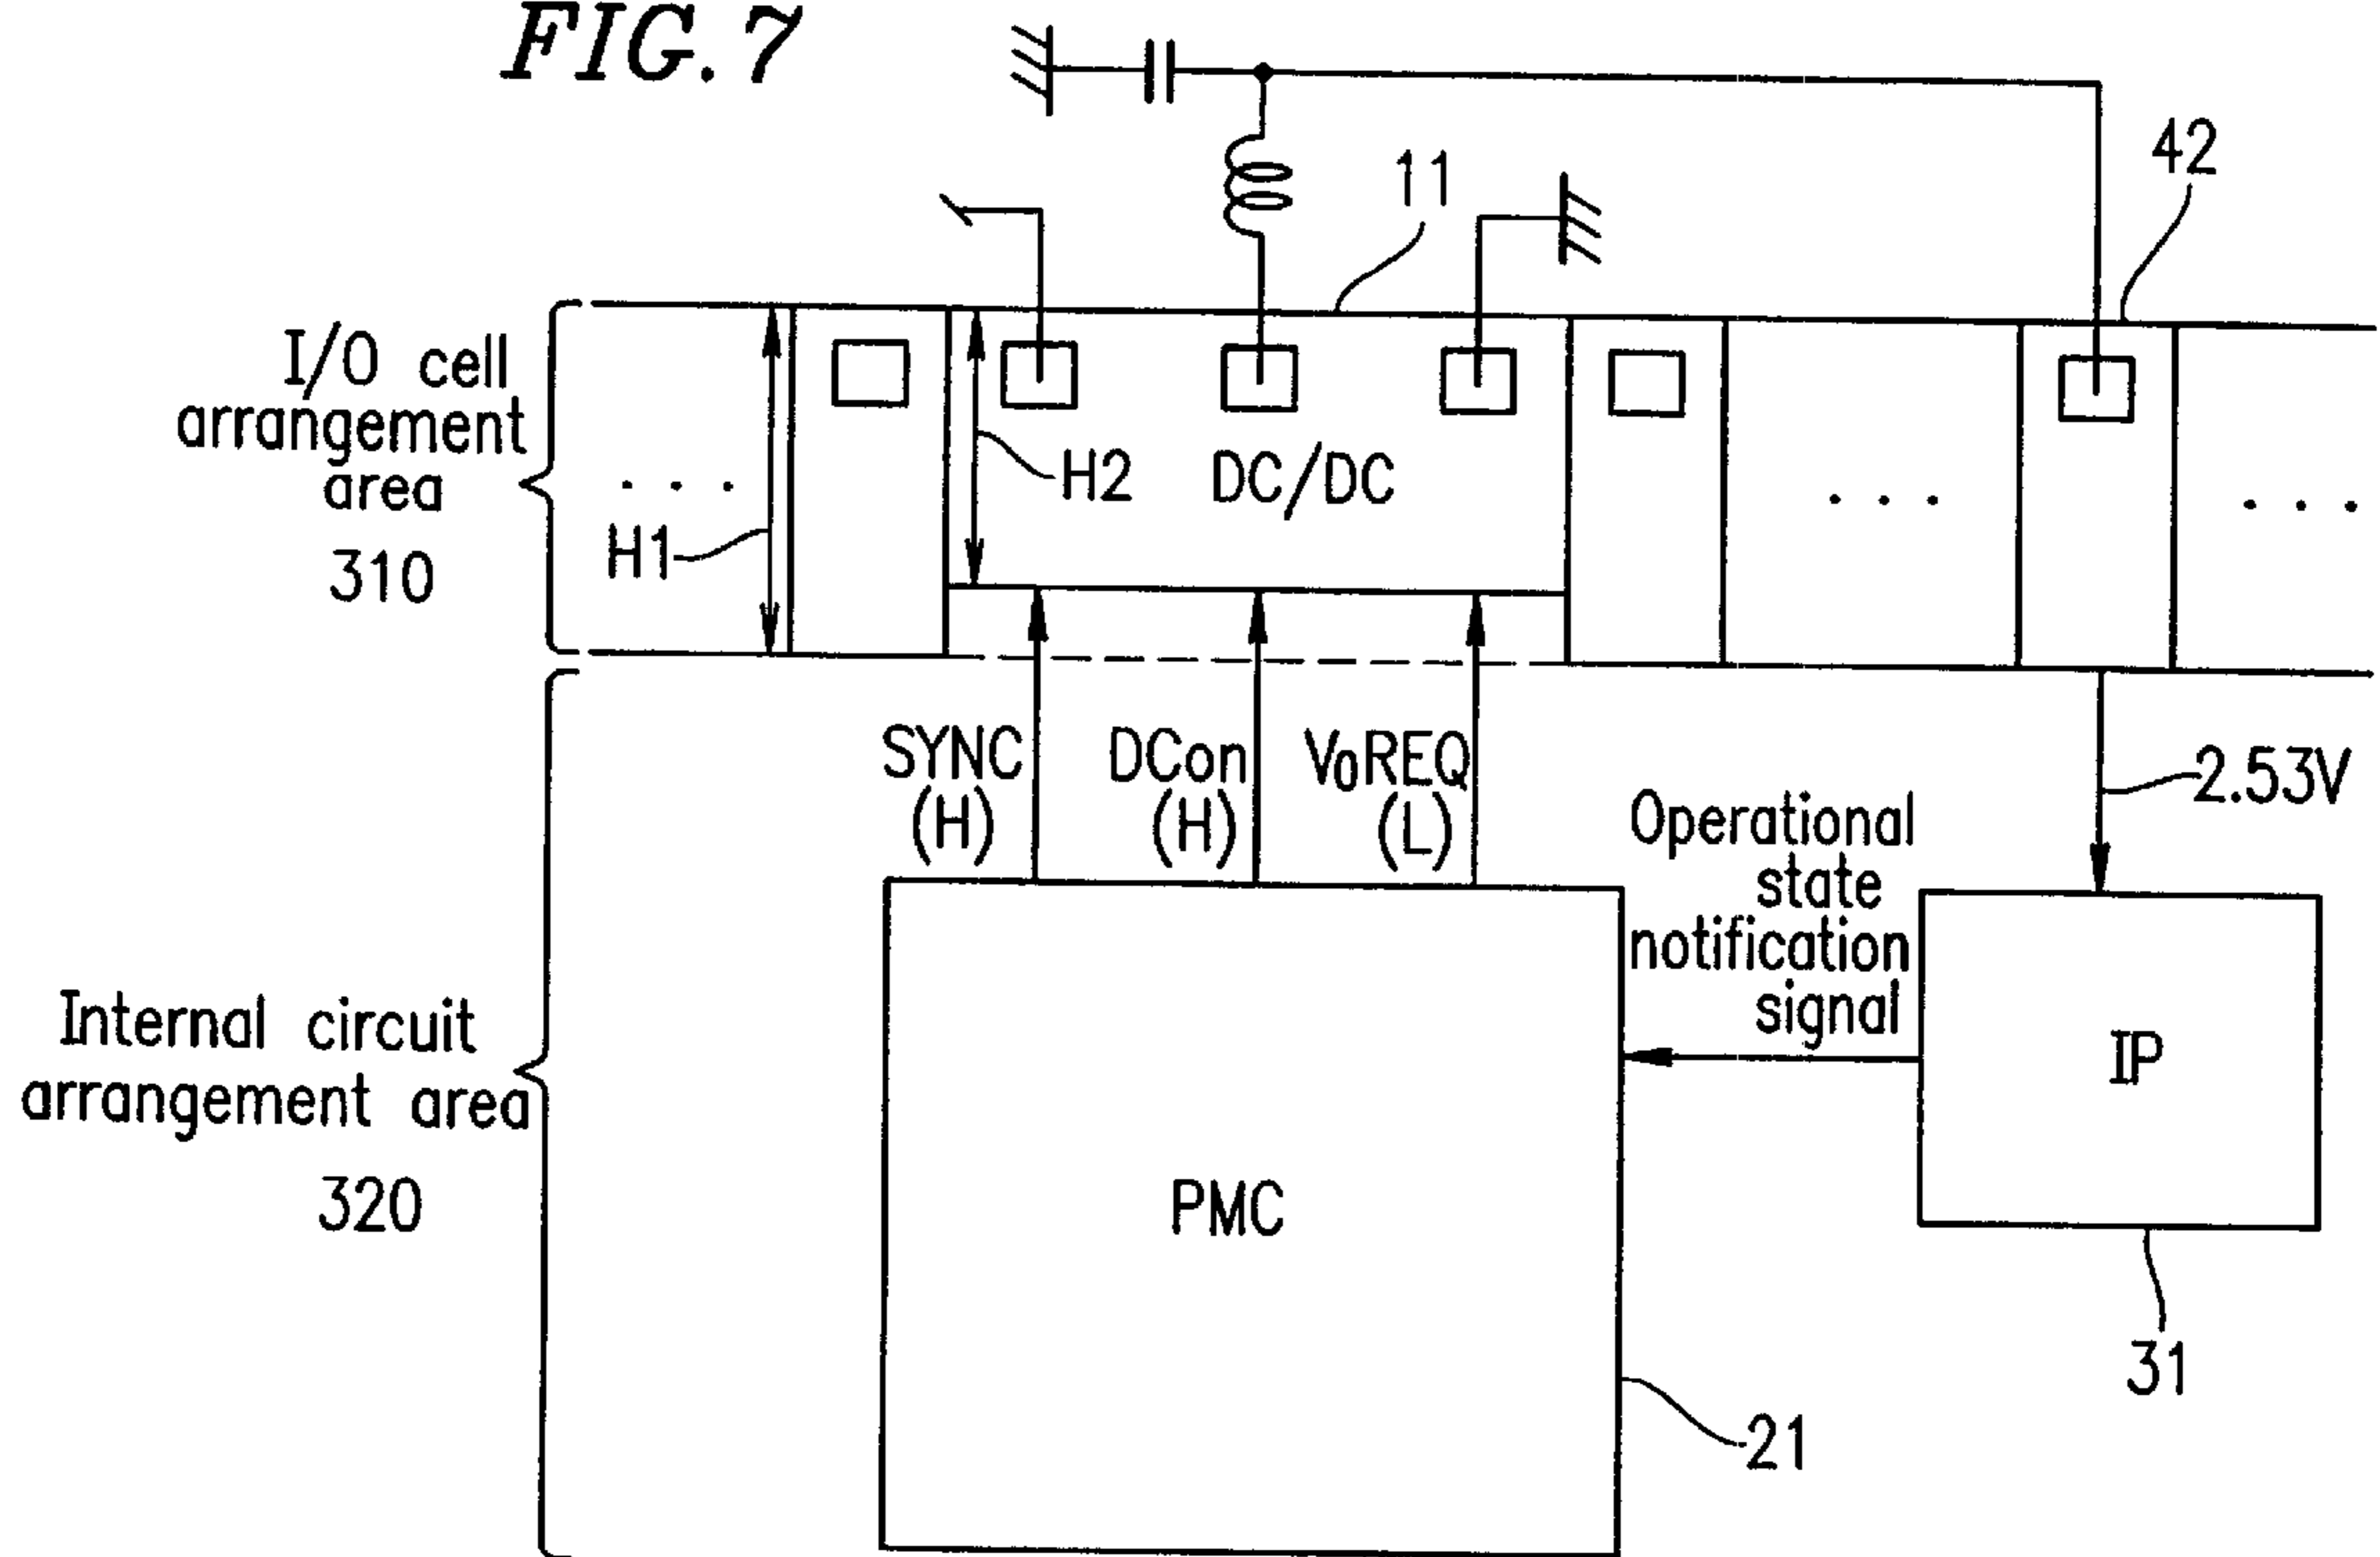 FIG. 7
11
42
I/O cell
arrangement
area
310
H1
H2
DC/DC
. . .
. . .
. . .
SYNC
(H)
DCon
(H)
V0REQ
(L)
2.53V
Operational
state
notification
signal
Internal circuit
arrangement area
320
PMC
IP
31
21